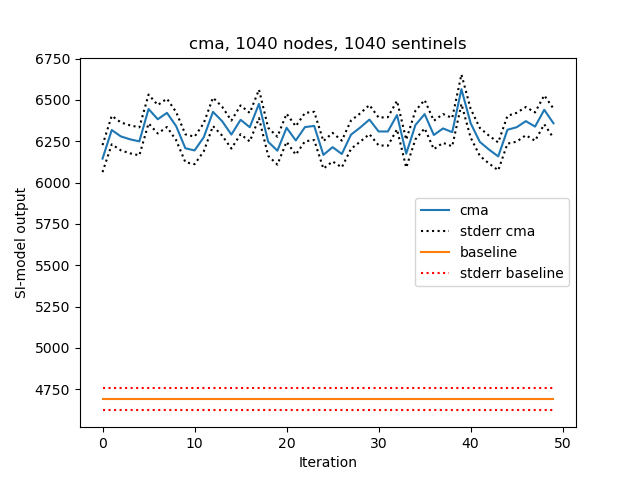 cma, 1040 nodes, 1040 sentinels
SI-model output
6750
6500
6250
6000
5750
5500
5250
5000
4750
cma
stderr cma
baseline
stderr baseline
0
10
20
30
40
50
Iteration